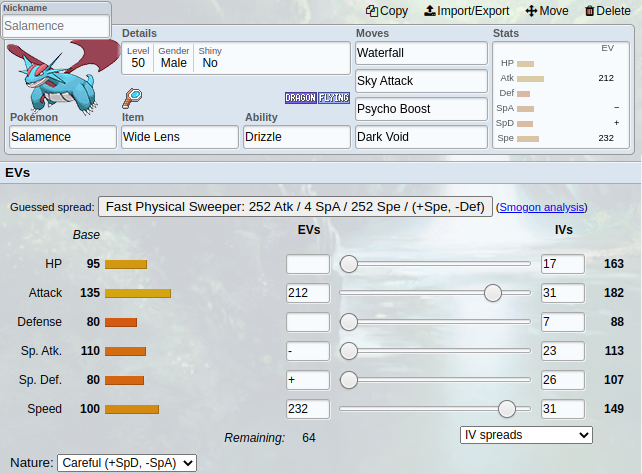 Nickname
Copy Import/Export Move Delete
Salamence
Details Moves Stats
Level Gender Shiny
50 Male No
Waterfall
EV
HP
Sky Attack
Atk 212
Def
DRAGON FLYING
Psycho Boost
SpA −
SpD +
Pokémon Item Ability
Salamence Wide Lens Drizzle Dark Void
Spe 232
EVs
Guessed spread: Fast Physical Sweeper: 252 Atk / 4 SpA / 252 Spe / (+Spe, -Def) (Smogon analysis)
Base EVs IVs
HP 95 17 163
Attack 135 212 31 182
Defense 80 7 88
Sp. Atk. 110 - 23 113
Sp. Def. 80 + 26 107
Speed 100 232 31 149
Remaining: 64 IV spreads
Nature: Careful (+SpD, -SpA)